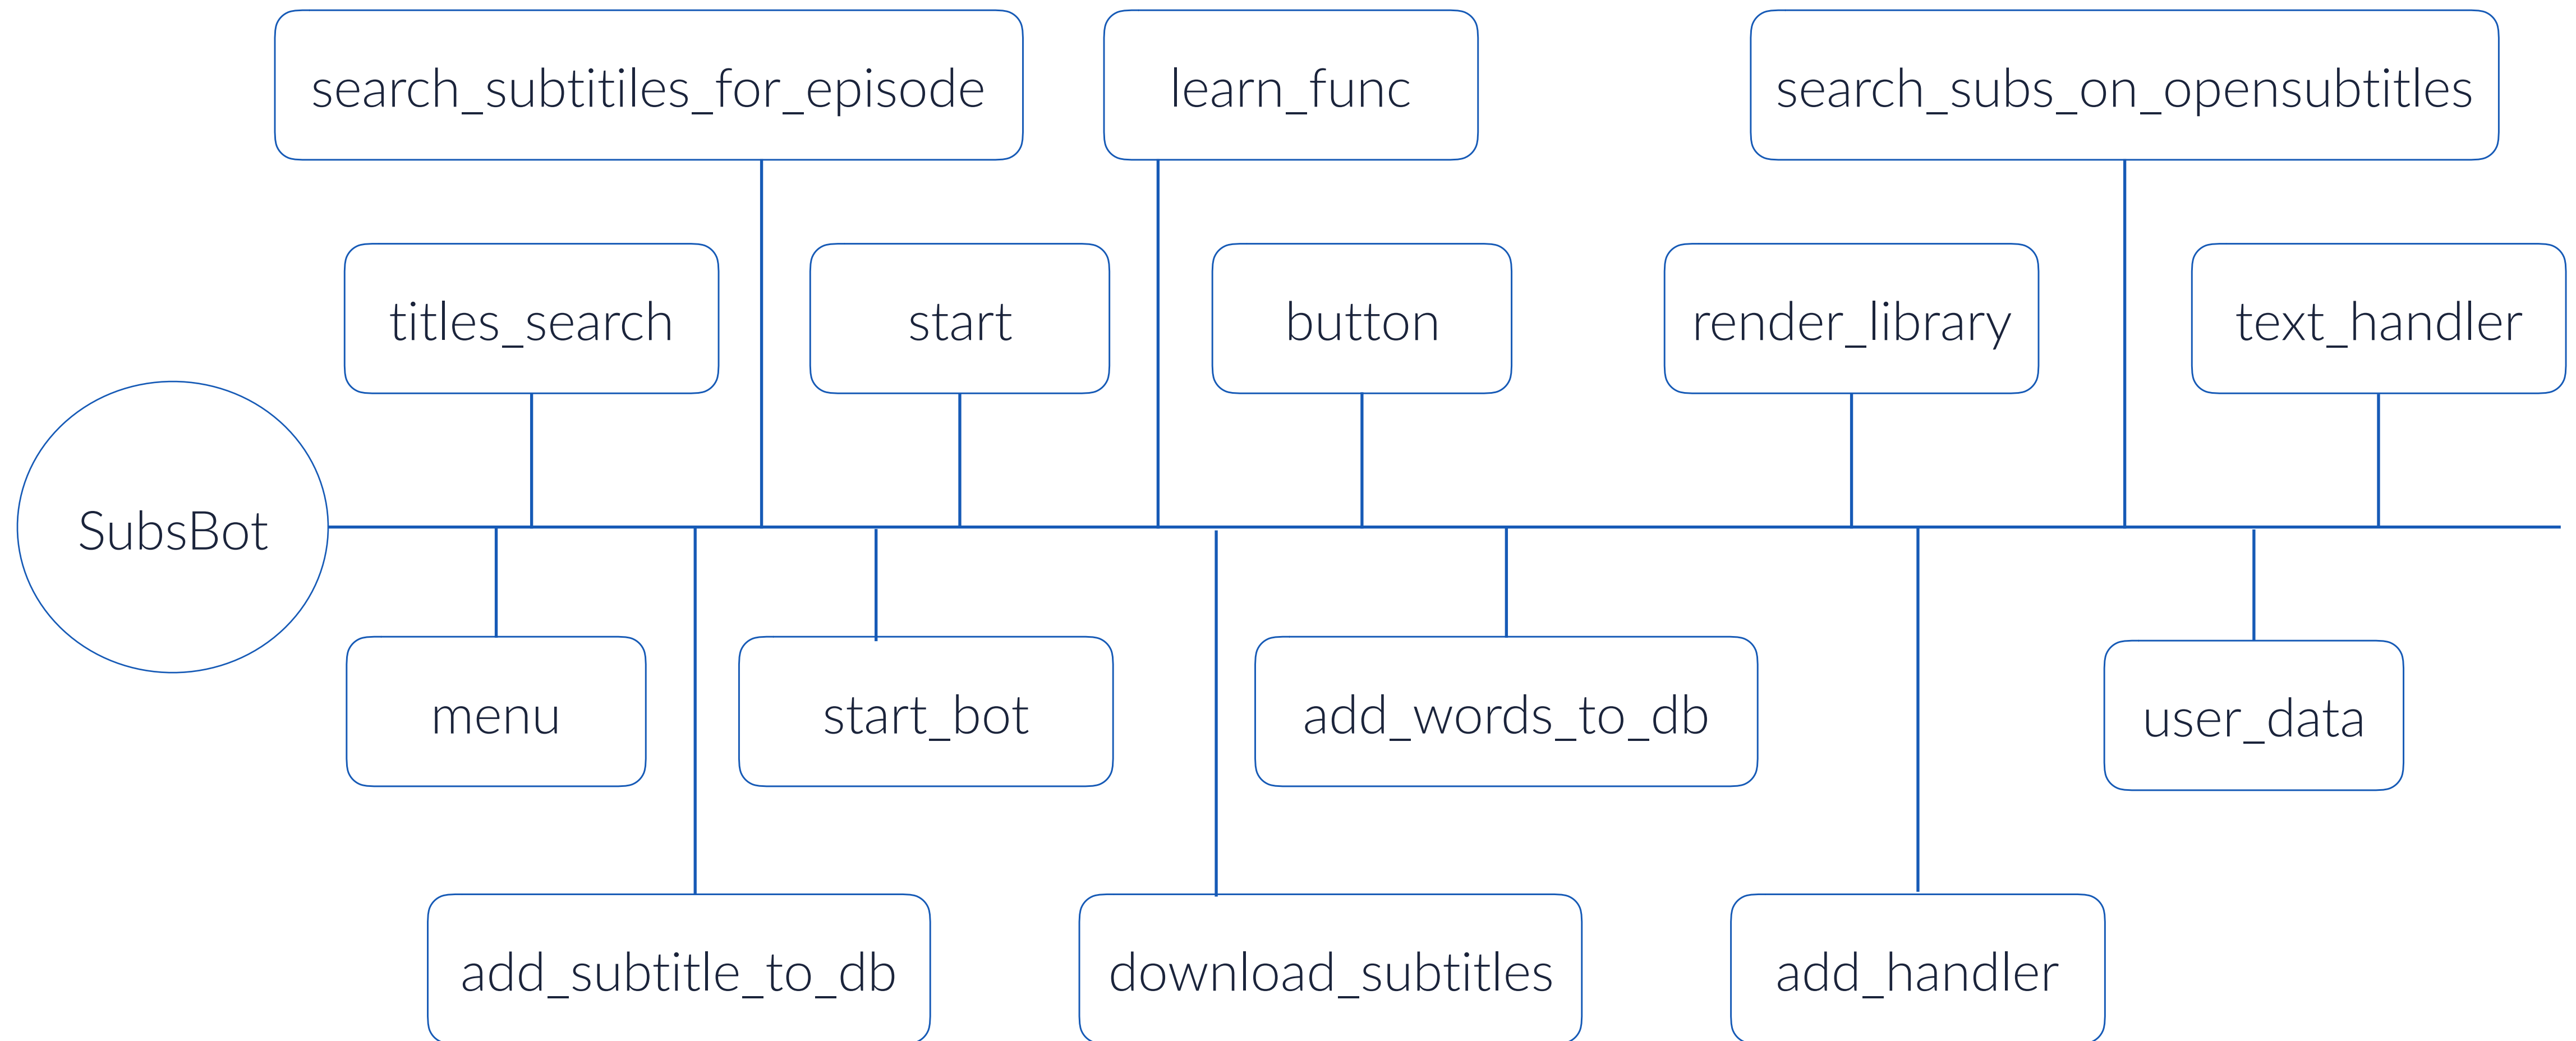 search_subtitiles_for_episode
learn_func
search_subs_on_opensubtitles
titles_search
start
button
render_library
text_handler
SubsBot
menu
start_bot
add_words_to_db
user_data
add_subtitle_to_db
download_subtitles
add_handler